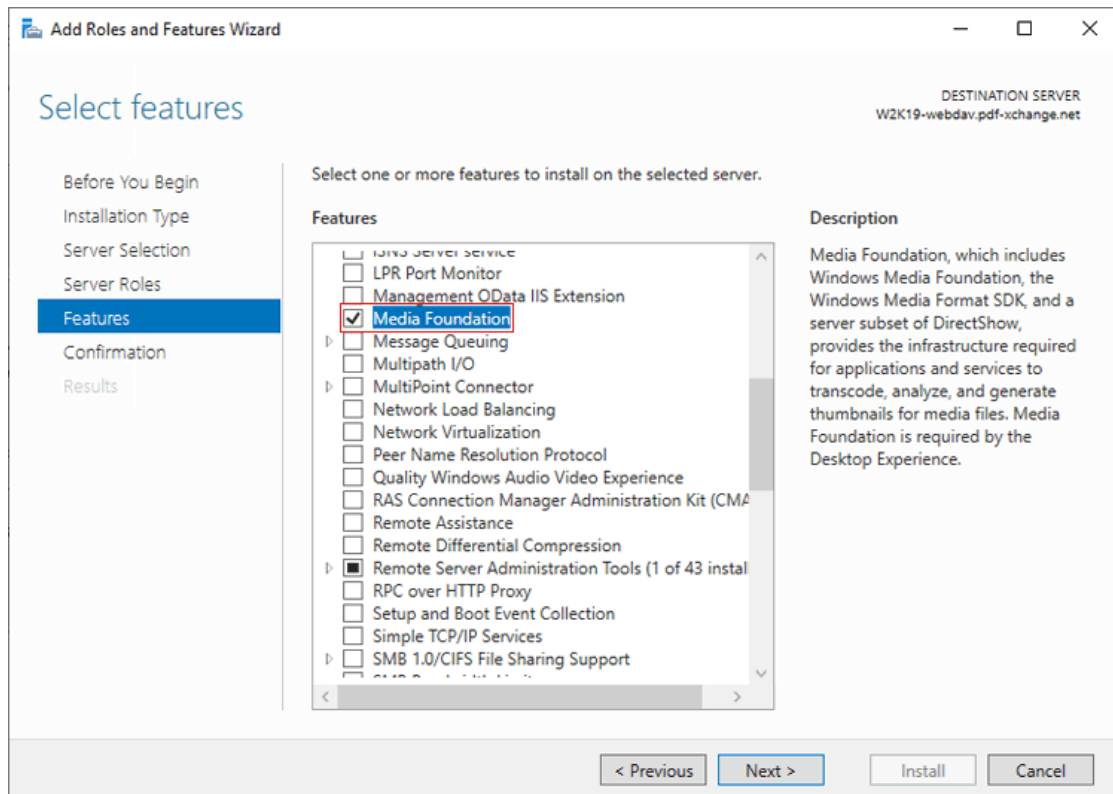 Add Roles and Features Wizard
Select features
DESTINATION SERVER
W2K19-webdav.pdf-xchange.net
Before You Begin
Installation Type
Server Selection
Server Roles
Features
Confirmation
Results
Select one or more features to install on the selected server.
Features
iSNS Server service
LPR Port Monitor
Management OData IIS Extension
Media Foundation
Message Queuing
Multipath I/O
MultiPoint Connector
Network Load Balancing
Network Virtualization
Peer Name Resolution Protocol
Quality Windows Audio Video Experience
RAS Connection Manager Administration Kit (CMA
Remote Assistance
Remote Differential Compression
Remote Server Administration Tools (1 of 43 instal
RPC over HTTP Proxy
Setup and Boot Event Collection
Simple TCP/IP Services
SMB 1.0/CIFS File Sharing Support
Description
Media Foundation, which includes
Windows Media Foundation, the
Windows Media Format SDK, and a
server subset of DirectShow,
provides the infrastructure required
for applications and services to
transcode, analyze, and generate
thumbnails for media files. Media
Foundation is required by the
Desktop Experience.
< Previous
Next >
Install
Cancel